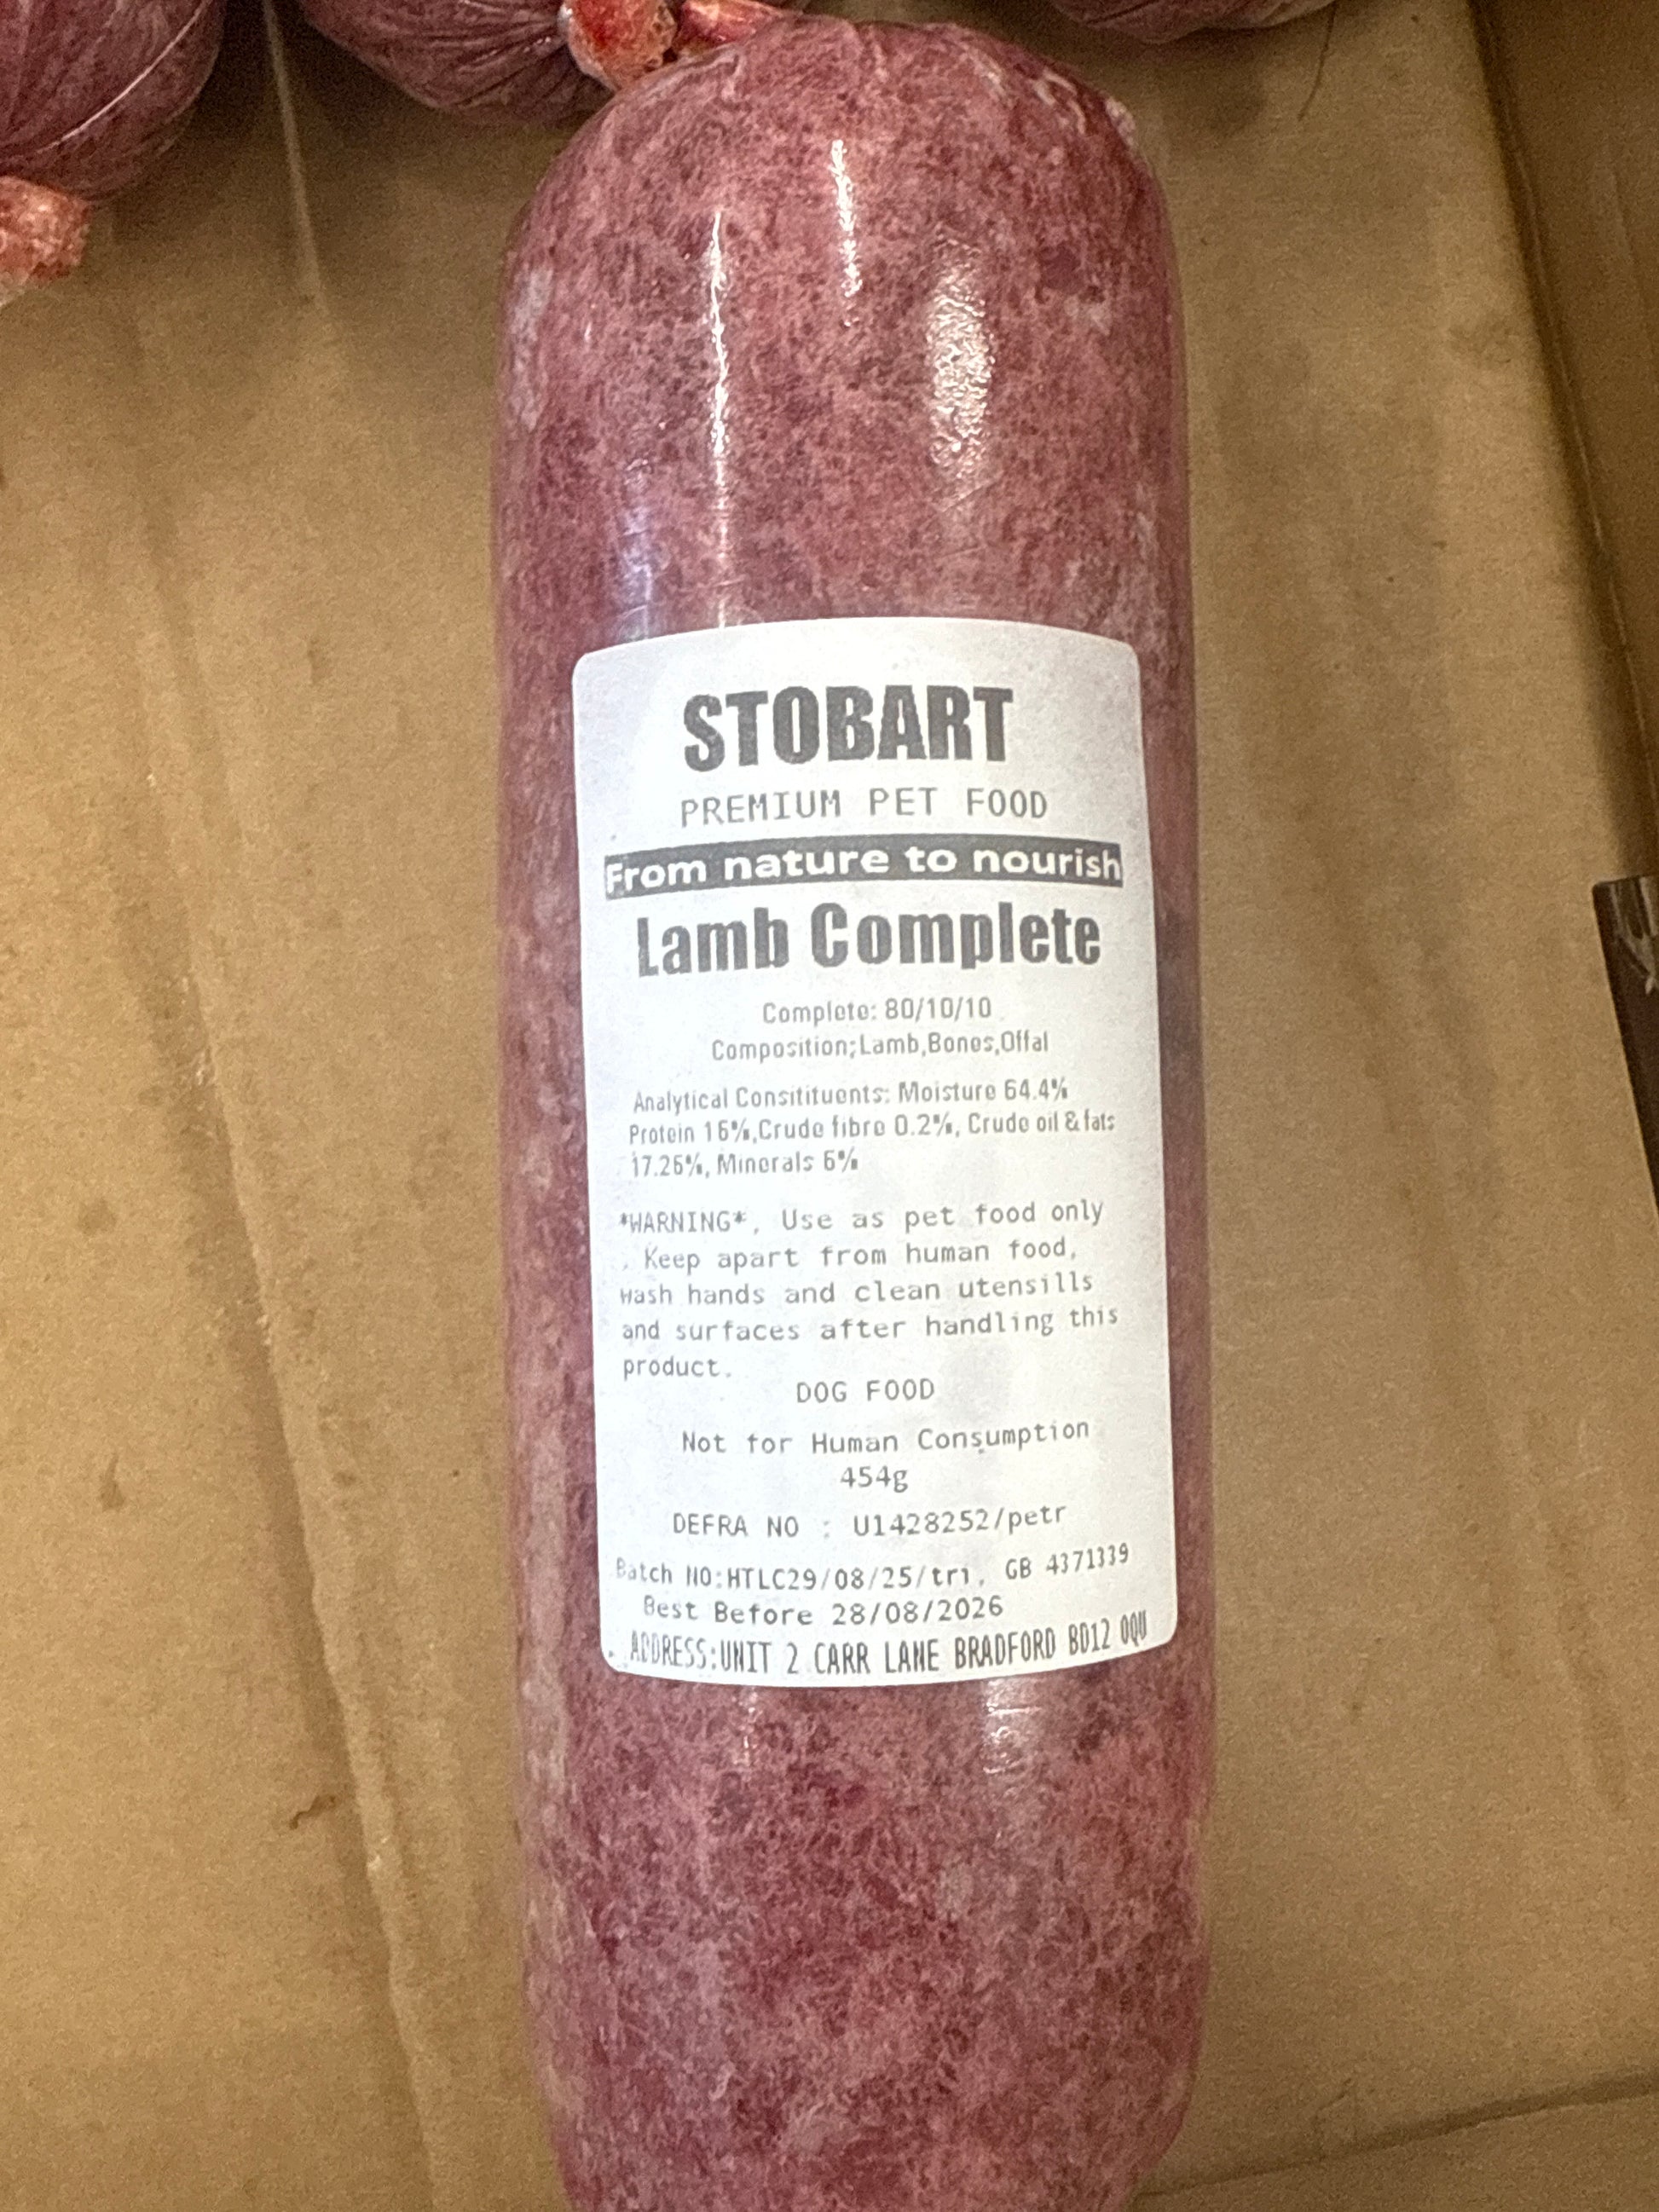 STOBART
PREMIUM PET FOOD
From nature to nourish
Lamb Complete
Complete: 80/10/10
Composition;Lamb,Bones,Offal
Analytical Consitituents: Moisture 64.4%
Protein 16%,Crude fibre 0.2%, Crude oil & fats
17.26%, Minerals 6%
*WARNING*, Use as pet food only
. Keep apart from human food,
wash hands and clean utensills
and surfaces after handling this
product.
DOG FOOD
Not for Human Consumption
454g
DEFRA NO : U1428252/petr
Batch NO:HTLC29/08/25/tri, GB 4371339
Best Before 28/08/2026
ADDRESS:UNIT 2 CARR LANE BRADFORD BD12 0QU